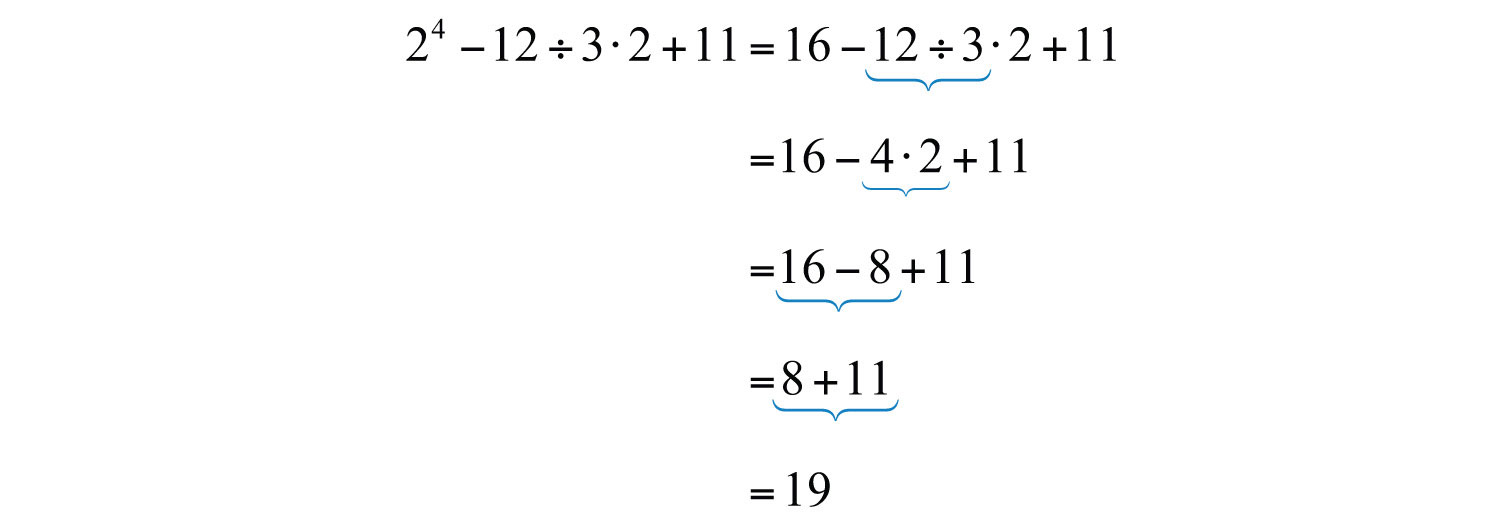 2⁴ − 12 ÷ 3 · 2 + 11 = 16 − 12 ÷ 3 · 2 + 11
= 16 − 4 · 2 + 11
= 16 − 8 + 11
= 8 + 11
= 19